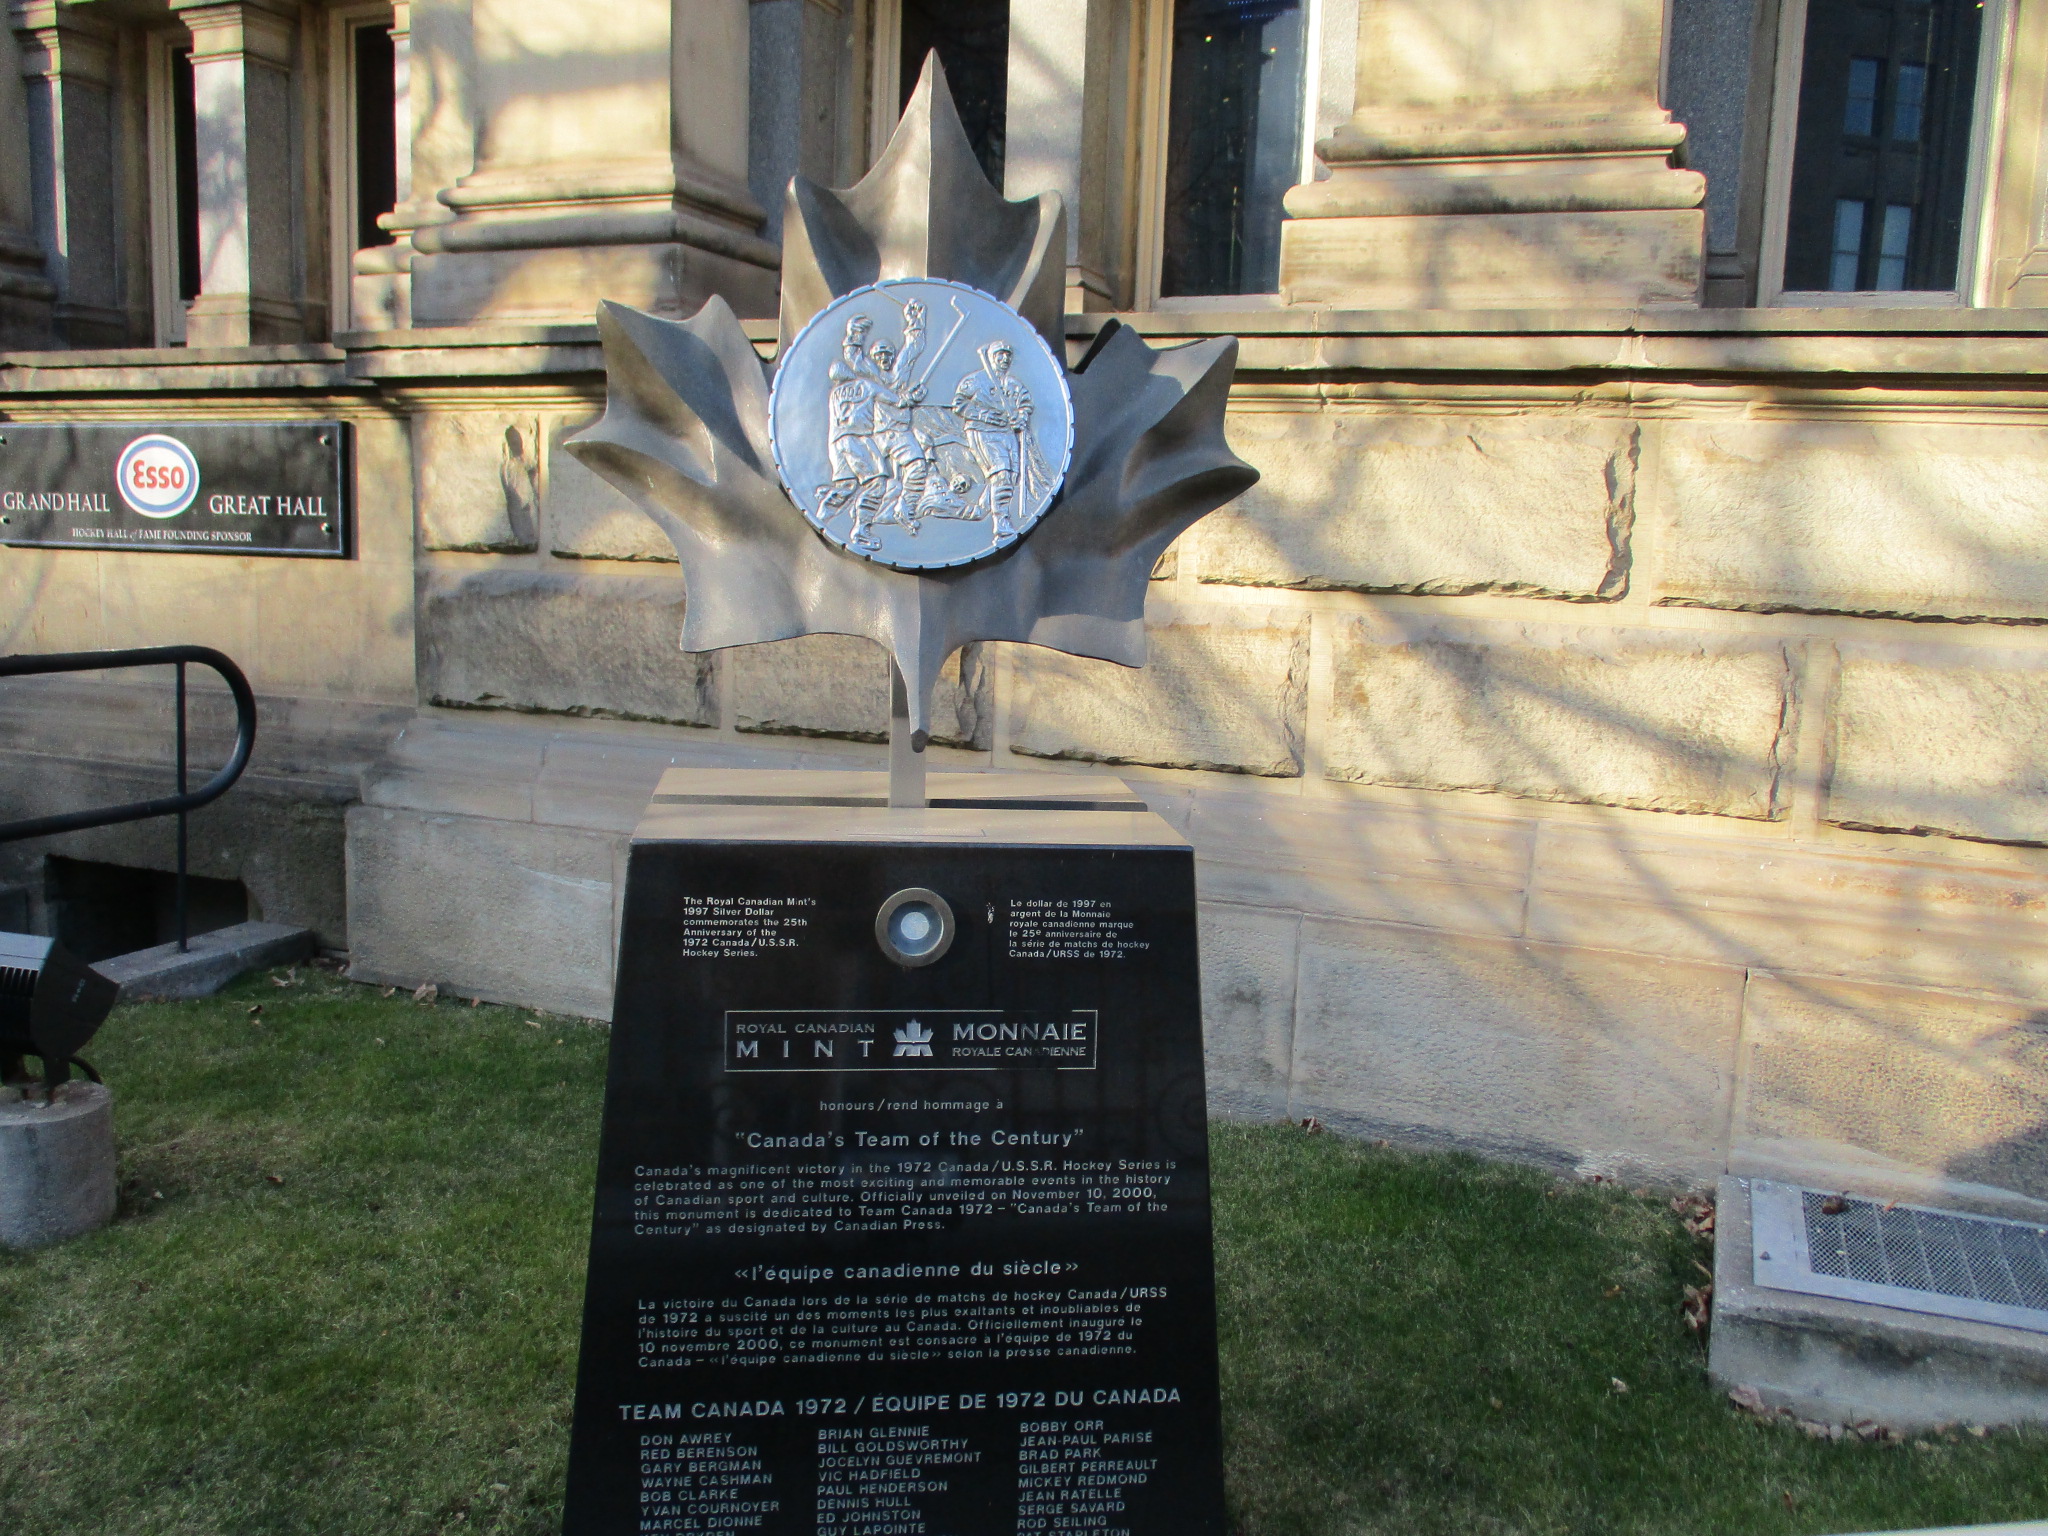 GRAND HALL
Esso
GREAT HALL
HOCKEY HALL of FAME FOUNDING SPONSOR
The Royal Canadian Mint's
1997 Silver Dollar
commemorates the 25th
Anniversary of the
1972 Canada/U.S.S.R.
Hockey Series.
Le dollar de 1997 en
argent de la Monnaie
royale canadienne marque
le 25e anniversaire de
la série de matchs de hockey
Canada/URSS de 1972.
ROYAL CANADIAN
MINT
MONNAIE
ROYALE CANADIENNE
honours/rend hommage à
"Canada's Team of the Century"
Canada's magnificent victory in the 1972 Canada/U.S.S.R. Hockey Series is
celebrated as one of the most exciting and memorable events in the history
of Canadian sport and culture. Officially unveiled on November 10, 2000,
this monument is dedicated to Team Canada 1972 – "Canada's Team of the
Century" as designated by Canadian Press.
«l'équipe canadienne du siècle»
La victoire du Canada lors de la série de matchs de hockey Canada/URSS
de 1972 a suscité un des moments les plus exaltants et inoubliables de
l'histoire du sport et de la culture au Canada. Officiellement inaugure le
10 novembre 2000, ce monument est consacre à l'équipe de 1972 du
Canada – «l'équipe canadienne du siècle» selon la presse canadienne.
TEAM CANADA 1972 / ÉQUIPE DE 1972 DU CANADA
DON AWREY
RED BERENSON
GARY BERGMAN
WAYNE CASHMAN
BOB CLARKE
YVAN COURNOYER
MARCEL DIONNE
BRIAN GLENNIE
BILL GOLDSWORTHY
JOCELYN GUEVREMONT
VIC HADFIELD
PAUL HENDERSON
DENNIS HULL
ED JOHNSTON
GUY LAPOINTE
BOBBY ORR
JEAN-PAUL PARISÉ
BRAD PARK
GILBERT PERREAULT
MICKEY REDMOND
JEAN RATELLE
SERGE SAVARD
ROD SEILING
PAT STAPLETON